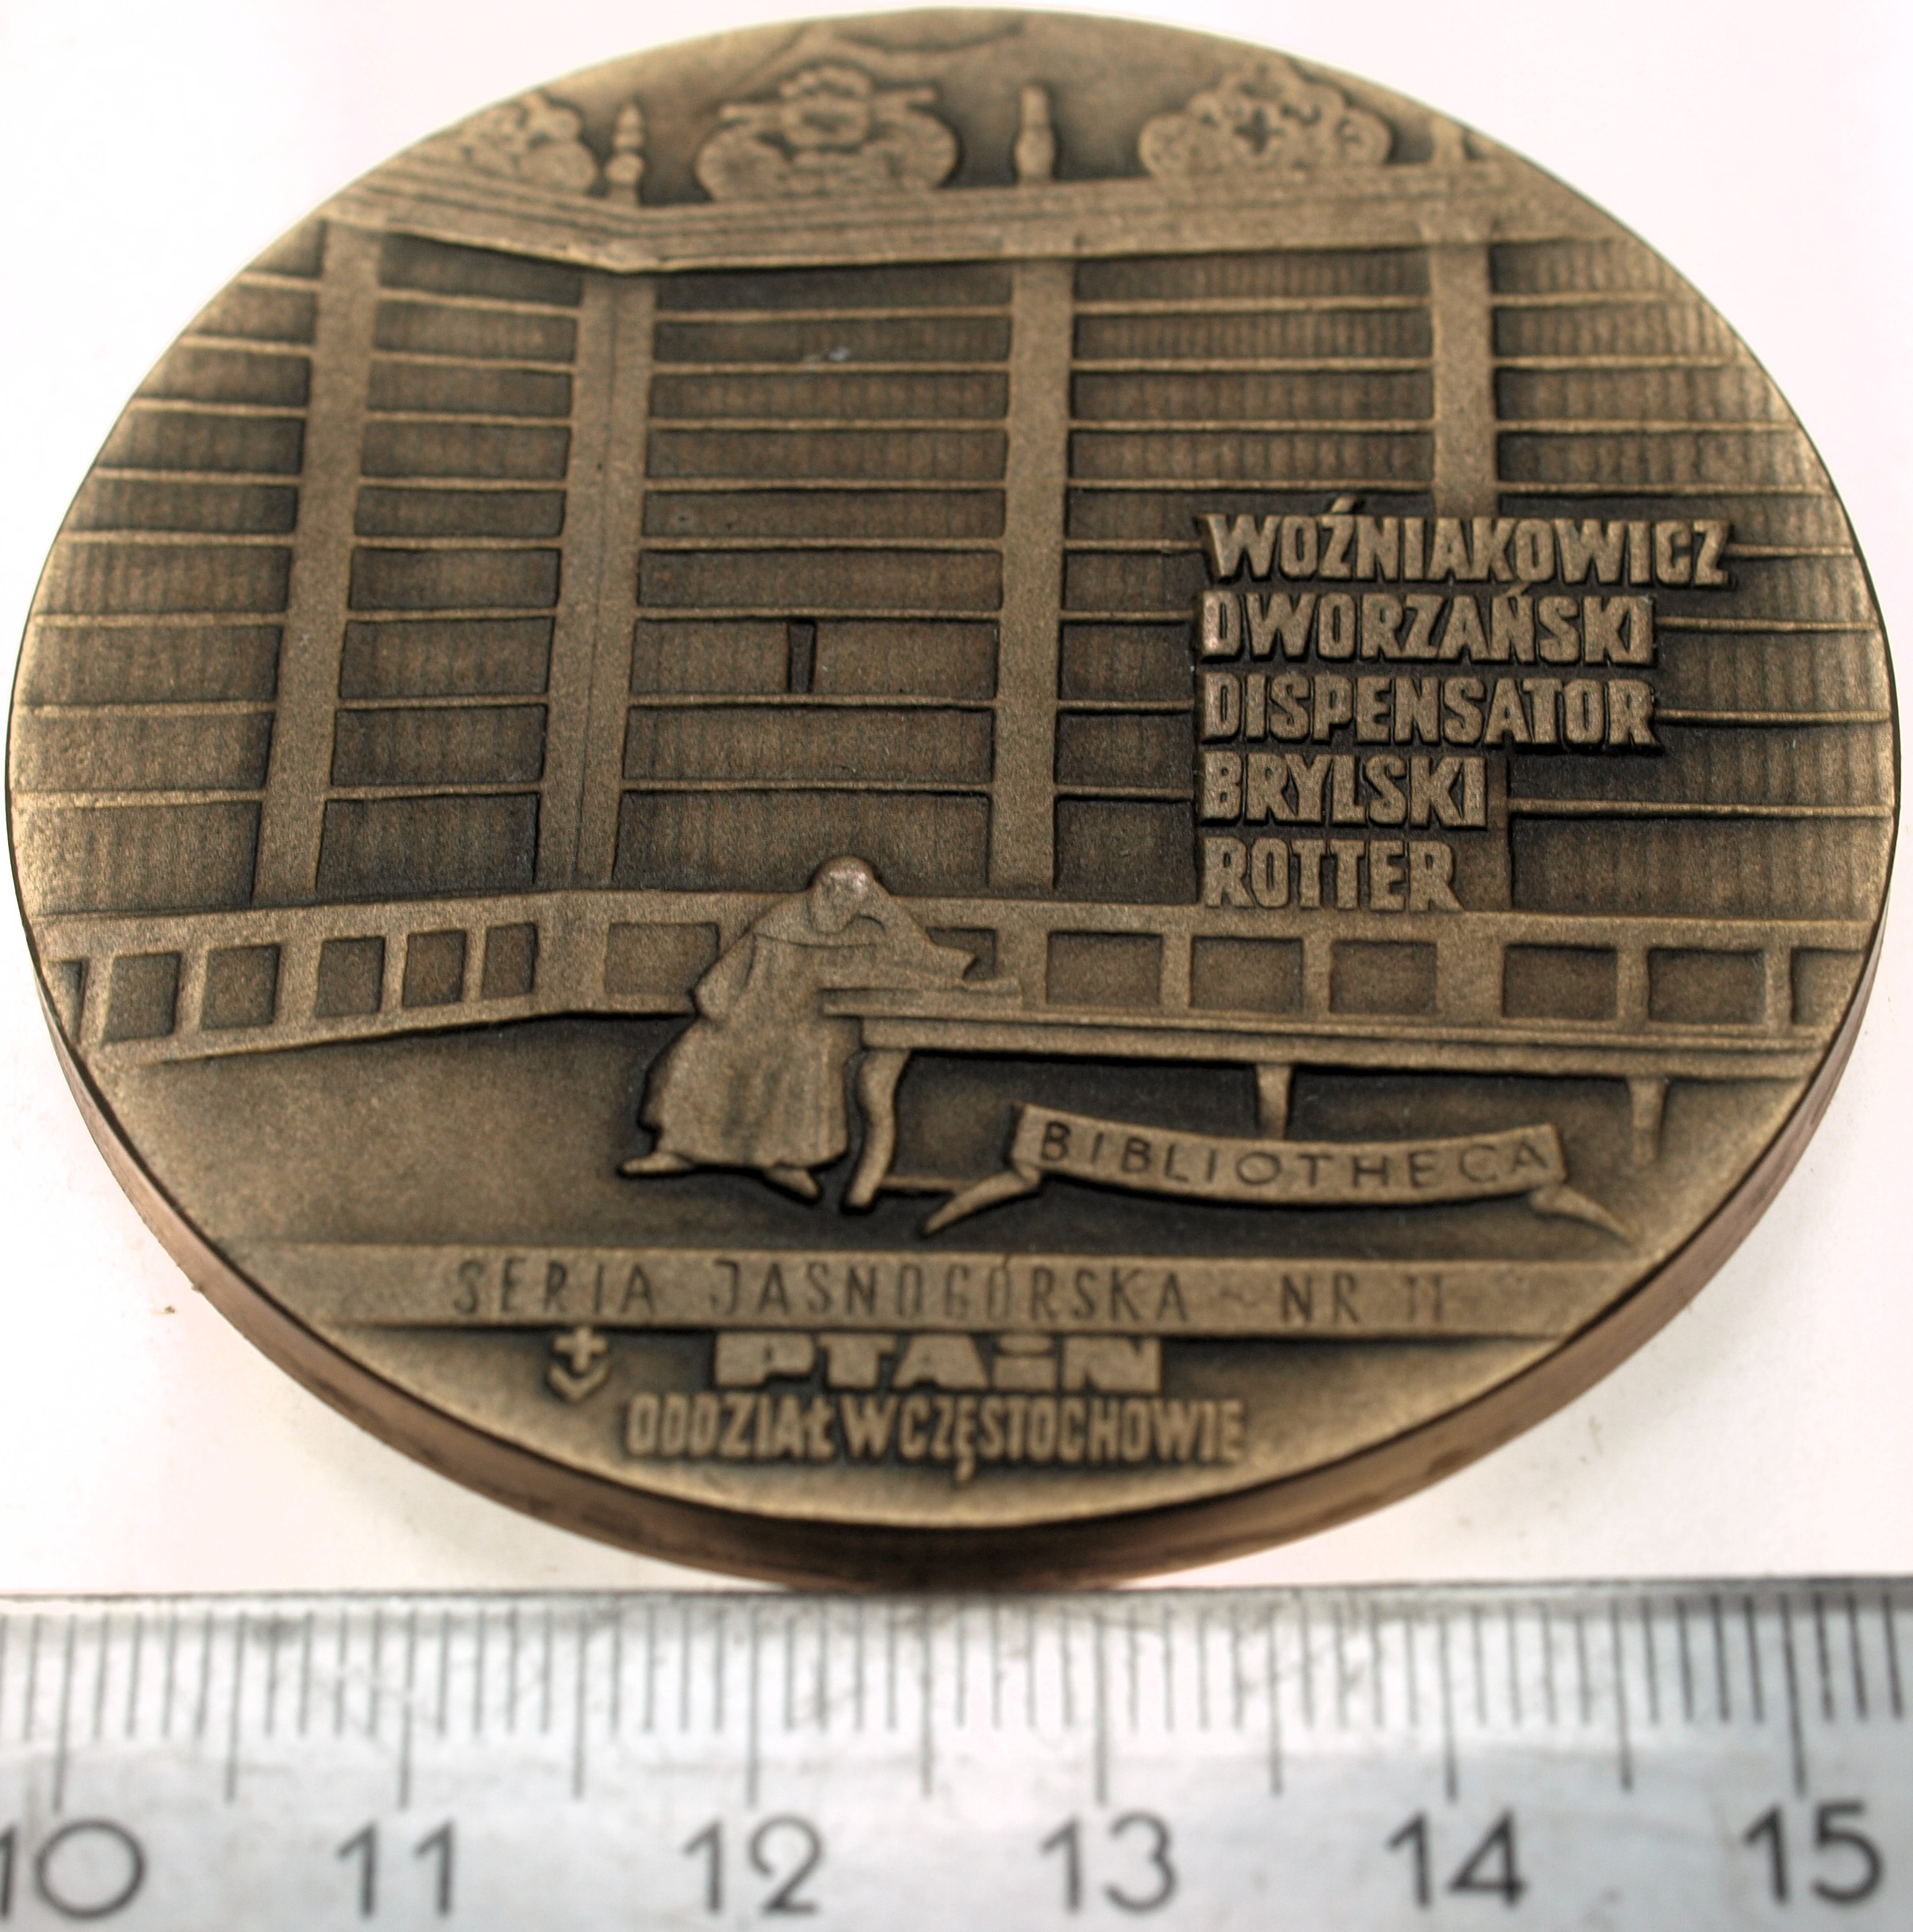 WOŹNIAKOWICZ
DWORZAŃSKI
DISPENSATOR
BRYLSKI
ROTTER
BIBLIOTHECA
SERIA JASNOGÓRSKA - NR 11
PTAiN
ODDZIAŁ W CZĘSTOCHOWIE
10 11 12 13 14 15